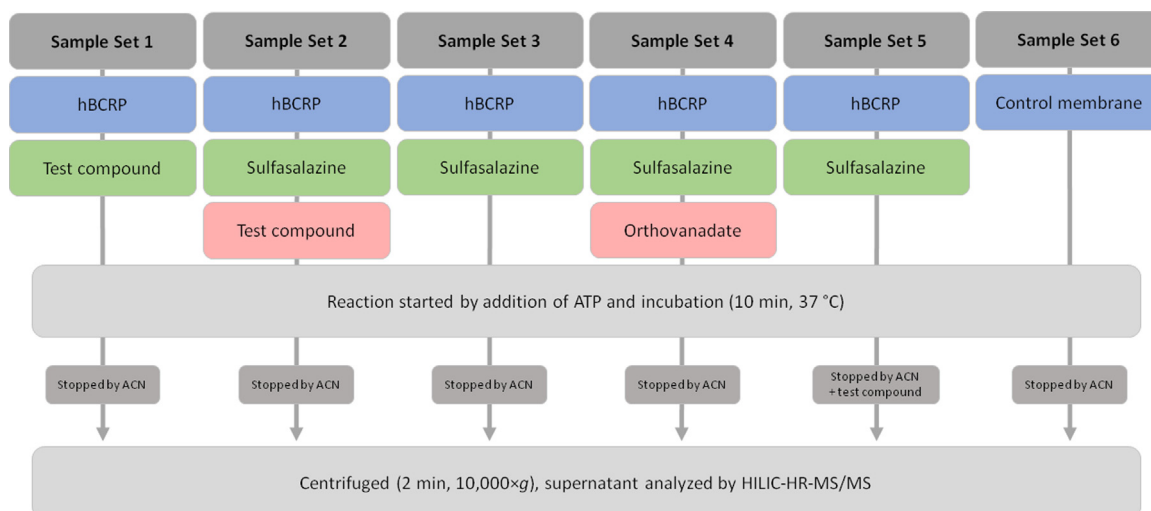 Sample Set 1 Sample Set 2 Sample Set 3 Sample Set 4 Sample Set 5 Sample Set 6
hBCRP hBCRP hBCRP hBCRP hBCRP Control membrane
Test compound Sulfasalazine Sulfasalazine Sulfasalazine Sulfasalazine
Test compound Orthovanadate
Reaction started by addition of ATP and incubation (10 min, 37 °C)
Stopped by ACN Stopped by ACN Stopped by ACN Stopped by ACN Stopped by ACN + test compound Stopped by ACN
Centrifuged (2 min, 10,000×g), supernatant analyzed by HILIC-HR-MS/MS